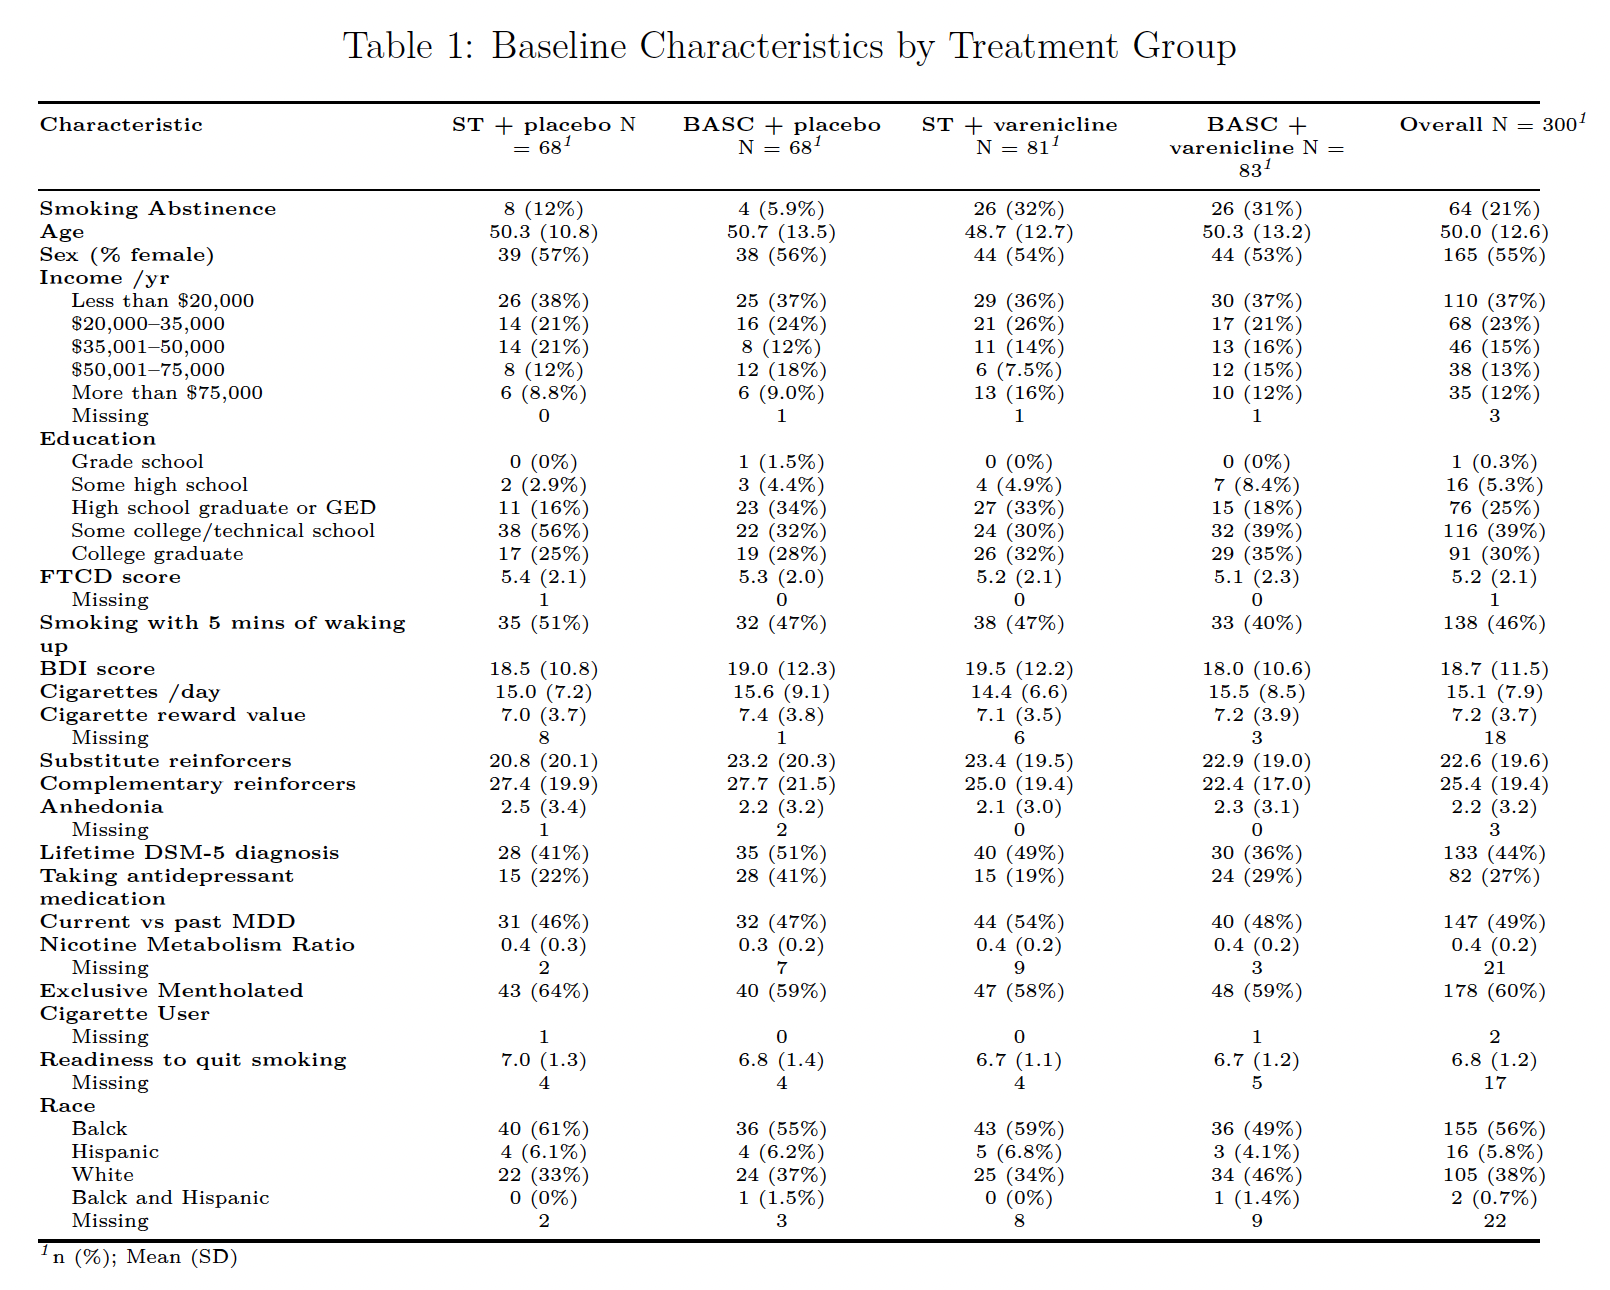 Table 1: Baseline Characteristics by Treatment Group
Characteristic ST + placebo N = 68¹ BASC + placebo N = 68¹ ST + varenicline N = 81¹ BASC + varenicline N = 83¹ Overall N = 300¹
Smoking Abstinence 8 (12%) 4 (5.9%) 26 (32%) 26 (31%) 64 (21%)
Age 50.3 (10.8) 50.7 (13.5) 48.7 (12.7) 50.3 (13.2) 50.0 (12.6)
Sex (% female) 39 (57%) 38 (56%) 44 (54%) 44 (53%) 165 (55%)
Income /yr
Less than $20,000 26 (38%) 25 (37%) 29 (36%) 30 (37%) 110 (37%)
$20,000–35,000 14 (21%) 16 (24%) 21 (26%) 17 (21%) 68 (23%)
$35,001–50,000 14 (21%) 8 (12%) 11 (14%) 13 (16%) 46 (15%)
$50,001–75,000 8 (12%) 12 (18%) 6 (7.5%) 12 (15%) 38 (13%)
More than $75,000 6 (8.8%) 6 (9.0%) 13 (16%) 10 (12%) 35 (12%)
Missing 0 1 1 1 3
Education
Grade school 0 (0%) 1 (1.5%) 0 (0%) 0 (0%) 1 (0.3%)
Some high school 2 (2.9%) 3 (4.4%) 4 (4.9%) 7 (8.4%) 16 (5.3%)
High school graduate or GED 11 (16%) 23 (34%) 27 (33%) 15 (18%) 76 (25%)
Some college/technical school 38 (56%) 22 (32%) 24 (30%) 32 (39%) 116 (39%)
College graduate 17 (25%) 19 (28%) 26 (32%) 29 (35%) 91 (30%)
FTCD score 5.4 (2.1) 5.3 (2.0) 5.2 (2.1) 5.1 (2.3) 5.2 (2.1)
Missing 1 0 0 0 1
Smoking with 5 mins of waking 35 (51%) 32 (47%) 38 (47%) 33 (40%) 138 (46%)
up
BDI score 18.5 (10.8) 19.0 (12.3) 19.5 (12.2) 18.0 (10.6) 18.7 (11.5)
Cigarettes /day 15.0 (7.2) 15.6 (9.1) 14.4 (6.6) 15.5 (8.5) 15.1 (7.9)
Cigarette reward value 7.0 (3.7) 7.4 (3.8) 7.1 (3.5) 7.2 (3.9) 7.2 (3.7)
Missing 8 1 6 3 18
Substitute reinforcers 20.8 (20.1) 23.2 (20.3) 23.4 (19.5) 22.9 (19.0) 22.6 (19.6)
Complementary reinforcers 27.4 (19.9) 27.7 (21.5) 25.0 (19.4) 22.4 (17.0) 25.4 (19.4)
Anhedonia 2.5 (3.4) 2.2 (3.2) 2.1 (3.0) 2.3 (3.1) 2.2 (3.2)
Missing 1 2 0 0 3
Lifetime DSM-5 diagnosis 28 (41%) 35 (51%) 40 (49%) 30 (36%) 133 (44%)
Taking antidepressant 15 (22%) 28 (41%) 15 (19%) 24 (29%) 82 (27%)
medication
Current vs past MDD 31 (46%) 32 (47%) 44 (54%) 40 (48%) 147 (49%)
Nicotine Metabolism Ratio 0.4 (0.3) 0.3 (0.2) 0.4 (0.2) 0.4 (0.2) 0.4 (0.2)
Missing 2 7 9 3 21
Exclusive Mentholated 43 (64%) 40 (59%) 47 (58%) 48 (59%) 178 (60%)
Cigarette User
Missing 1 0 0 1 2
Readiness to quit smoking 7.0 (1.3) 6.8 (1.4) 6.7 (1.1) 6.7 (1.2) 6.8 (1.2)
Missing 4 4 4 5 17
Race
Balck 40 (61%) 36 (55%) 43 (59%) 36 (49%) 155 (56%)
Hispanic 4 (6.1%) 4 (6.2%) 5 (6.8%) 3 (4.1%) 16 (5.8%)
White 22 (33%) 24 (37%) 25 (34%) 34 (46%) 105 (38%)
Balck and Hispanic 0 (0%) 1 (1.5%) 0 (0%) 1 (1.4%) 2 (0.7%)
Missing 2 3 8 9 22
¹n (%); Mean (SD)